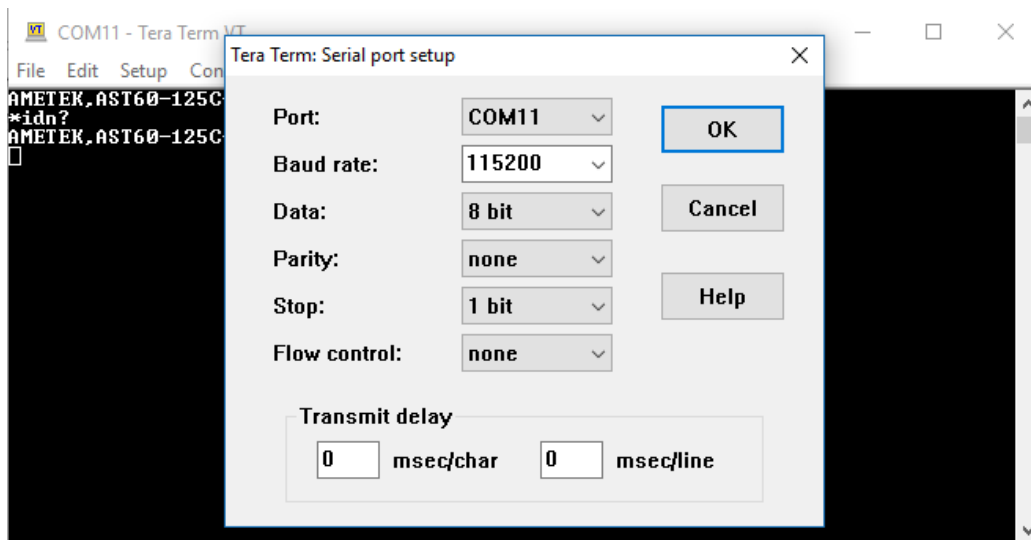 VT COM11 - Tera Term VT
File Edit Setup Con
AMETEK,AST60-125C
*idn?
AMETEK,AST60-125C
Tera Term: Serial port setup
Port: COM11
OK
Baud rate: 115200
Data: 8 bit
Cancel
Parity: none
Stop: 1 bit
Help
Flow control: none
Transmit delay
0 msec/char 0 msec/line